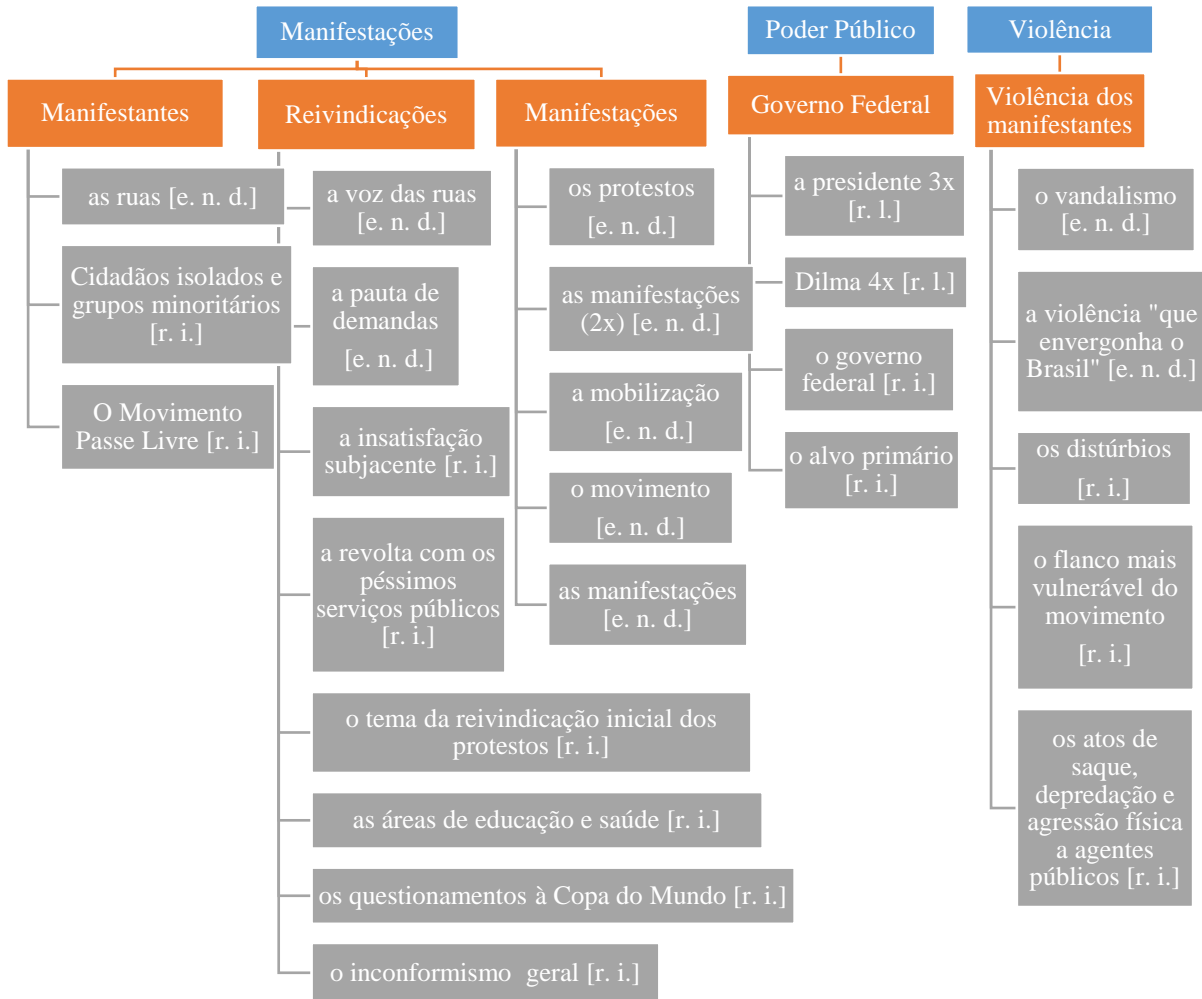 Manifestações
Manifestantes
as ruas [e. n. d.]
Cidadãos isolados e
grupos minoritários
[r. i.]
O Movimento
Passe Livre [r. i.]
Reivindicações
a voz das ruas
[e. n. d.]
a pauta de
demandas
[e. n. d.]
a insatisfação
subjacente [r. i.]
a revolta com os
péssimos
serviços públicos
[r. i.]
o tema da reivindicação inicial dos
protestos [r. i.]
as áreas de educação e saúde [r. i.]
os questionamentos à Copa do Mundo [r. i.]
o inconformismo geral [r. i.]
Manifestações
os protestos
[e. n. d.]
as manifestações
(2x) [e. n. d.]
a mobilização
[e. n. d.]
o movimento
[e. n. d.]
as manifestações
[e. n. d.]
Poder Público
Governo Federal
a presidente 3x
[r. l.]
Dilma 4x [r. l.]
o governo
federal [r. i.]
o alvo primário
[r. i.]
Violência
Violência dos
manifestantes
o vandalismo
[e. n. d.]
a violência "que
envergonha o
Brasil" [e. n. d.]
os distúrbios
[r. i.]
o flanco mais
vulnerável do
movimento
[r. i.]
os atos de
saque,
depredação e
agressão física
a agentes
públicos [r. i.]